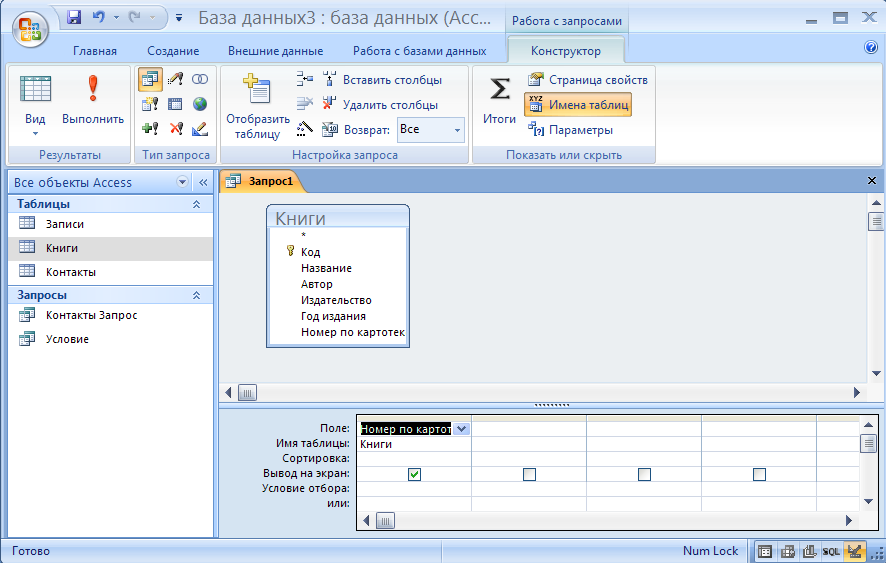 База данных3 : база данных (Acc...
Работа с запросами
Главная Создание Внешние данные Работа с базами данных Конструктор
Вид
Выполнить
Результаты
Тип запроса
Отобразить
таблицу
Вставить столбцы
Удалить столбцы
Возврат: Все
Настройка запроса
Σ
Итоги
Страница свойств
XYZ
Имена таблиц
Параметры
Показать или скрыть
Все объекты Access
Таблицы
Записи
Книги
Контакты
Запросы
Контакты Запрос
Условие
Запрос1
Книги
*
Код
Название
Автор
Издательство
Год издания
Номер по картотек
Поле: Номер по картот
Имя таблицы: Книги
Сортировка:
Вывод на экран:
Условие отбора:
или:
Готово
Num Lock
SQL